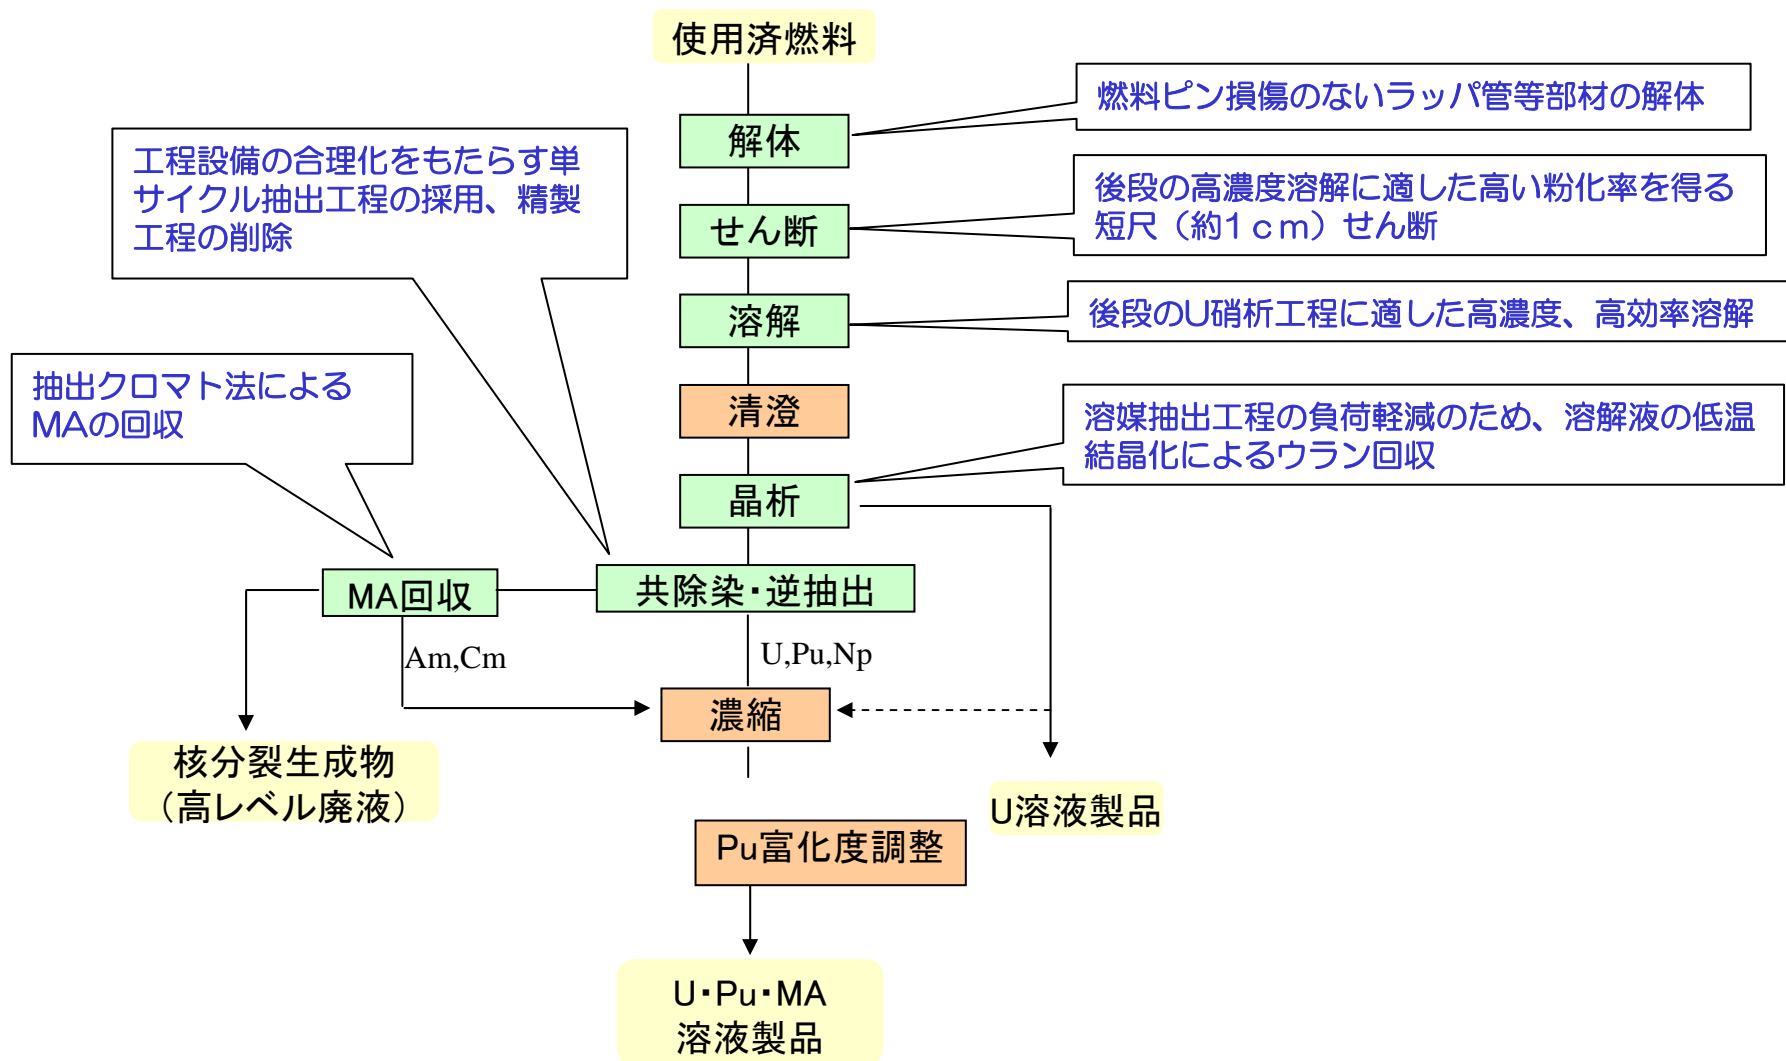 使用済燃料
燃料ピン損傷のないラッパ管等部材の解体
解体
工程設備の合理化をもたらす単
サイクル抽出工程の採用、精製
工程の削除
後段の高濃度溶解に適した高い粉化率を得る
短尺（約1ｃｍ）せん断
せん断
後段のU硝析工程に適した高濃度、高効率溶解
溶解
抽出クロマト法による
MAの回収
清澄
溶媒抽出工程の負荷軽減のため、溶解液の低温
結晶化によるウラン回収
晶析
MA回収
共除染･逆抽出
Am,Cm
U,Pu,Np
濃縮
核分裂生成物
（高レベル廃液）
U溶液製品
Pu富化度調整
U･Pu･MA
溶液製品